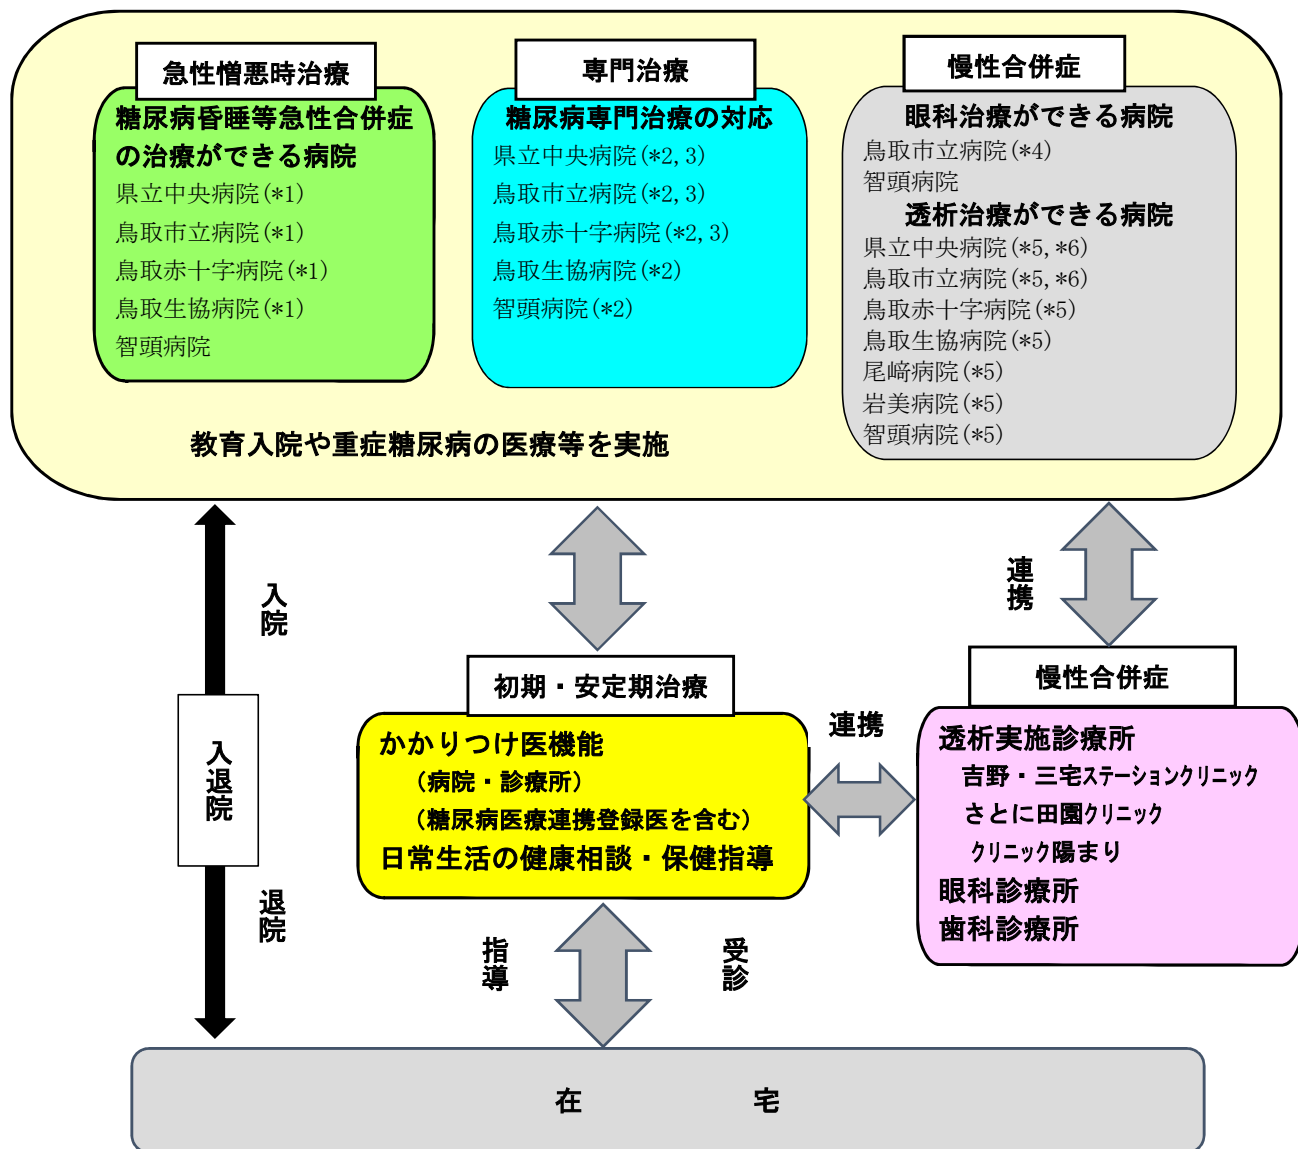 急性憎悪時治療
糖尿病昏睡等急性合併症
の治療ができる病院
県立中央病院(*1)
鳥取市立病院(*1)
鳥取赤十字病院(*1)
鳥取生協病院(*1)
智頭病院
専門治療
糖尿病専門治療の対応
県立中央病院(*2,3)
鳥取市立病院(*2,3)
鳥取赤十字病院(*2,3)
鳥取生協病院(*2)
智頭病院(*2)
慢性合併症
眼科治療ができる病院
鳥取市立病院(*4)
智頭病院
透析治療ができる病院
県立中央病院(*5,*6)
鳥取市立病院(*5,*6)
鳥取赤十字病院(*5)
鳥取生協病院(*5)
尾﨑病院(*5)
岩美病院(*5)
智頭病院(*5)
教育入院や重症糖尿病の医療等を実施
入院
連携
入退院
初期・安定期治療
かかりつけ医機能
（病院・診療所）
（糖尿病医療連携登録医を含む）
日常生活の健康相談・保健指導
連携
慢性合併症
透析実施診療所
吉野・三宅ステーションクリニック
さとに田園クリニック
クリニック陽まり
眼科診療所
歯科診療所
退院
指導
受診
在　宅